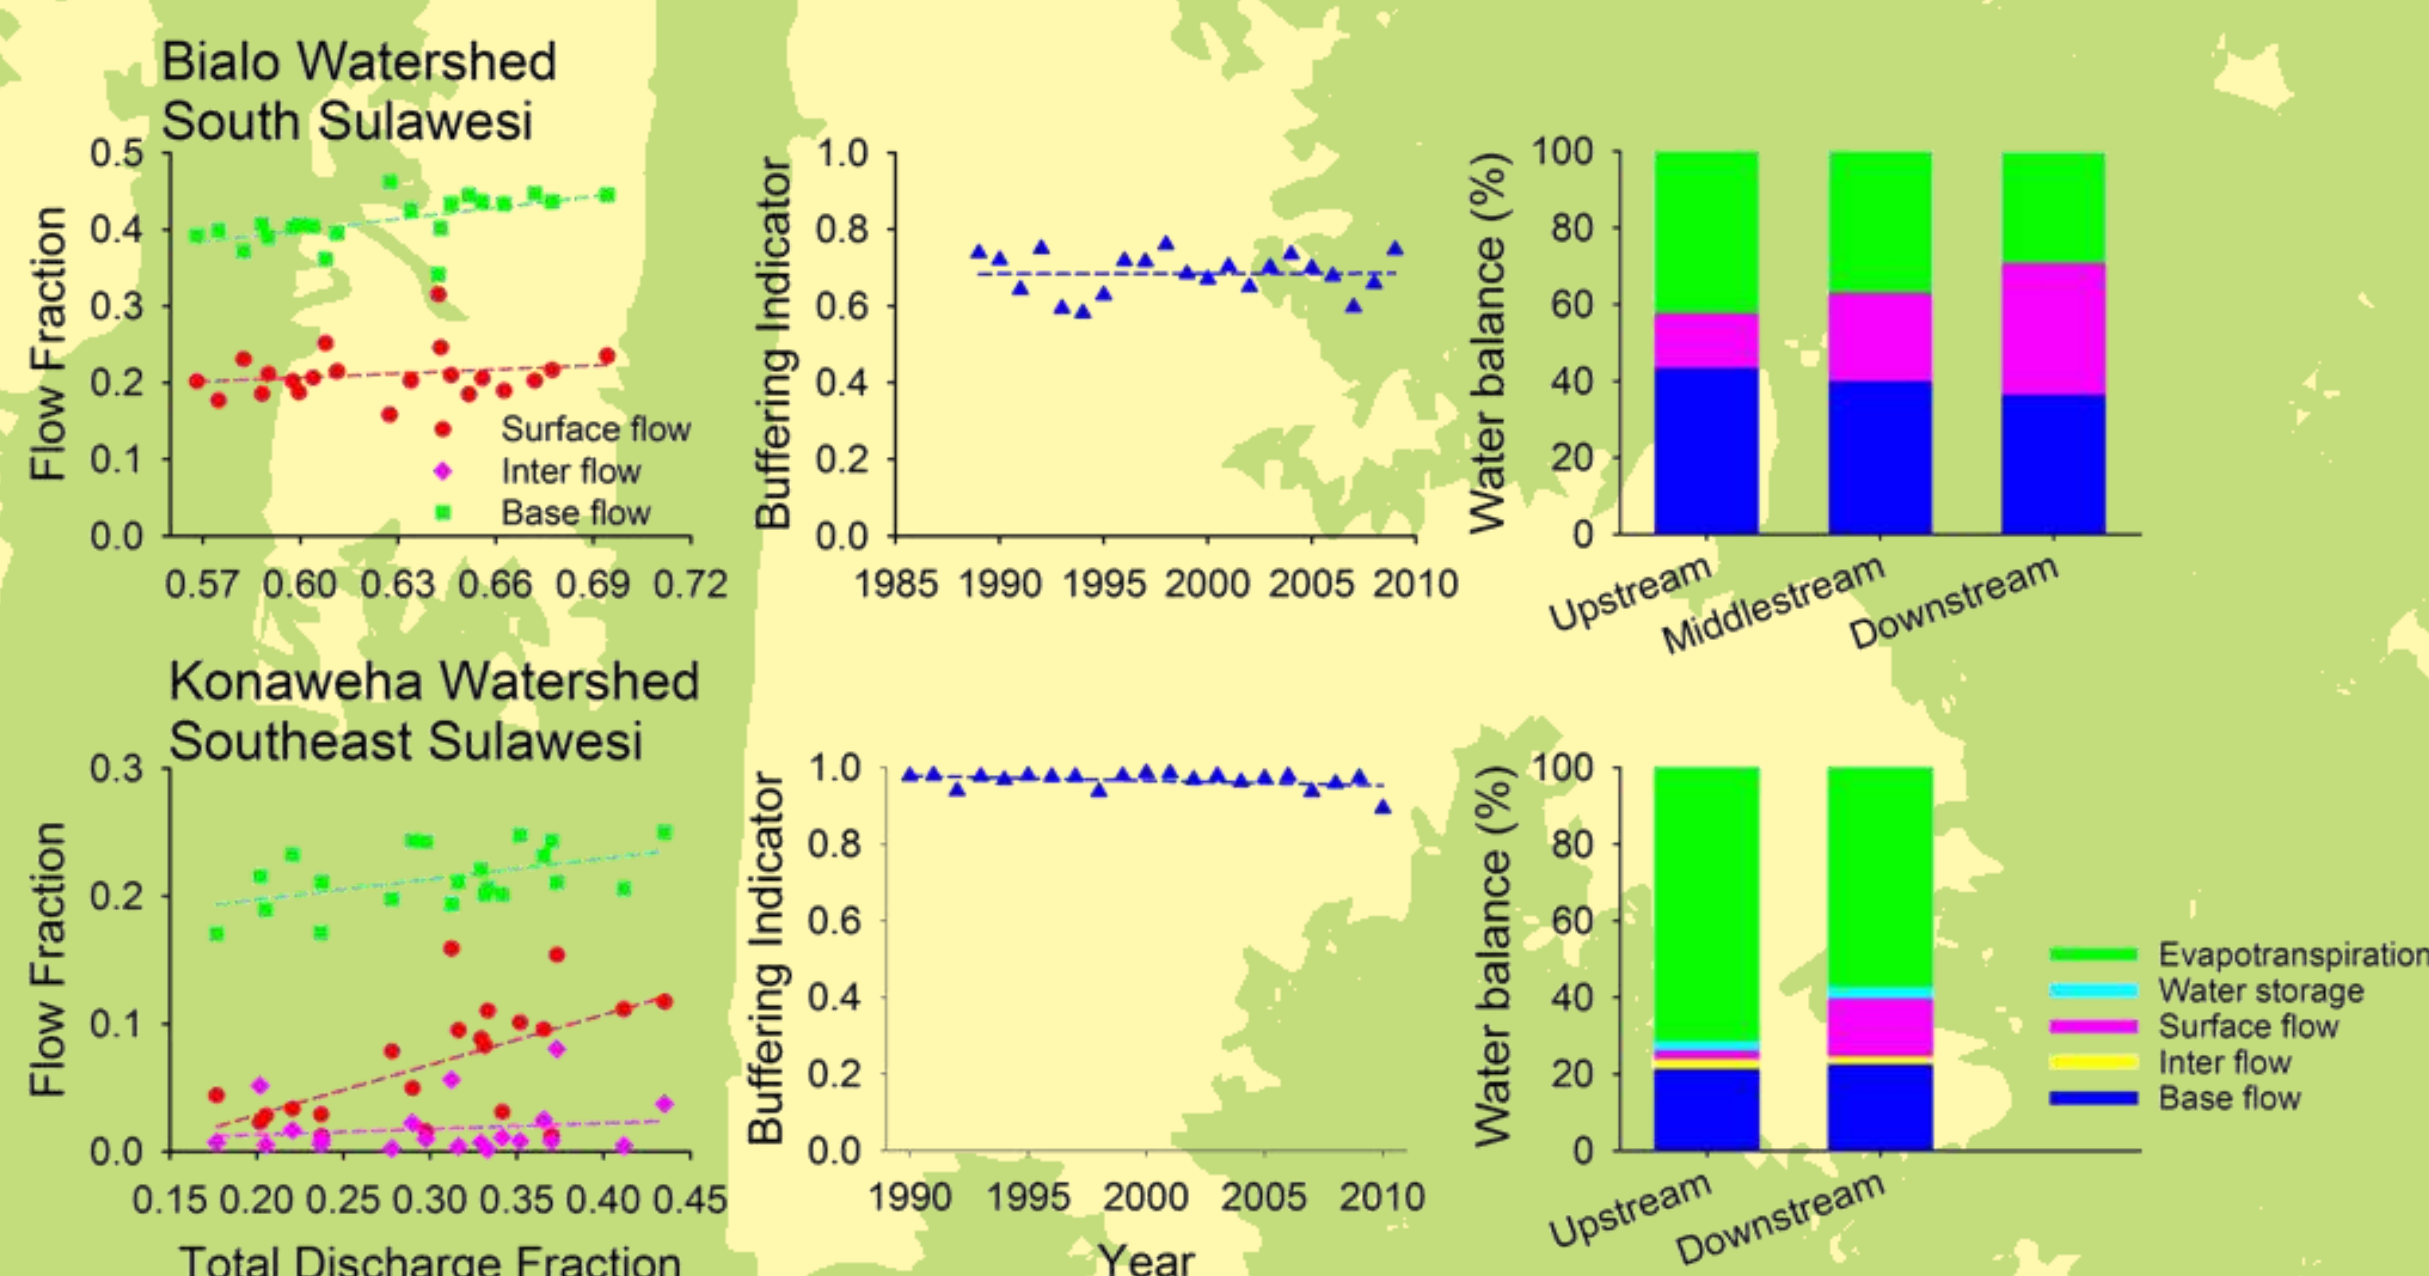 Bialo Watershed
South Sulawesi
Flow Fraction
0.5
0.4
0.3
0.2
0.1
0.0
0.57 0.60 0.63 0.66 0.69 0.72
Surface flow
Inter flow
Base flow
Buffering Indicator
1.0
0.8
0.6
0.4
0.2
0.0
1985 1990 1995 2000 2005 2010
Water balance (%)
100
80
60
40
20
0
Upstream
Middlestream
Downstream
Konaweha Watershed
Southeast Sulawesi
Flow Fraction
0.3
0.2
0.1
0.0
0.15 0.20 0.25 0.30 0.35 0.40 0.45
Total Discharge Fraction
Buffering Indicator
1.0
0.8
0.6
0.4
0.2
0.0
1990 1995 2000 2005 2010
Year
Water balance (%)
100
80
60
40
20
0
Upstream
Downstream
Evapotranspiration
Water storage
Surface flow
Inter flow
Base flow